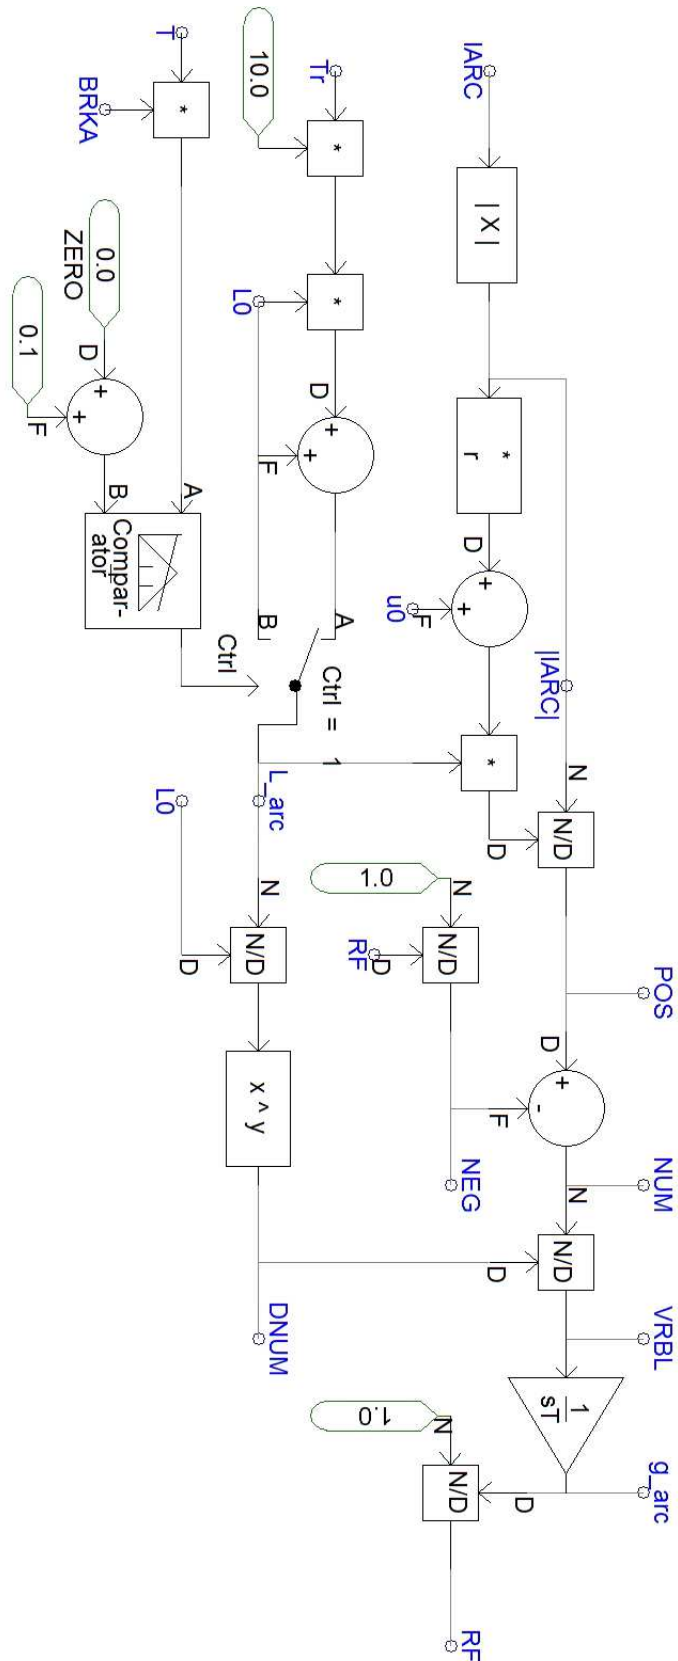 IARC
|X|
*
r
D
+
+
F
u0
|IARC|
*
N
N/D
D
POS
D
+
-
F
NUM
N
N/D
D
VRBL
1
sT
g_arc
Tr
10.0
*
*
L0
D
+
+
F
A
B
Ctrl = 1
Ctrl
L_arc
1.0
N
N/D
D
RF
NEG
1.0
N
N/D
D
RF
T
BRKA
*
0.0
ZERO
0.1
D
+
+
F
A
B
Compar-
ator
L0
N
N/D
D
x ^ y
DNUM